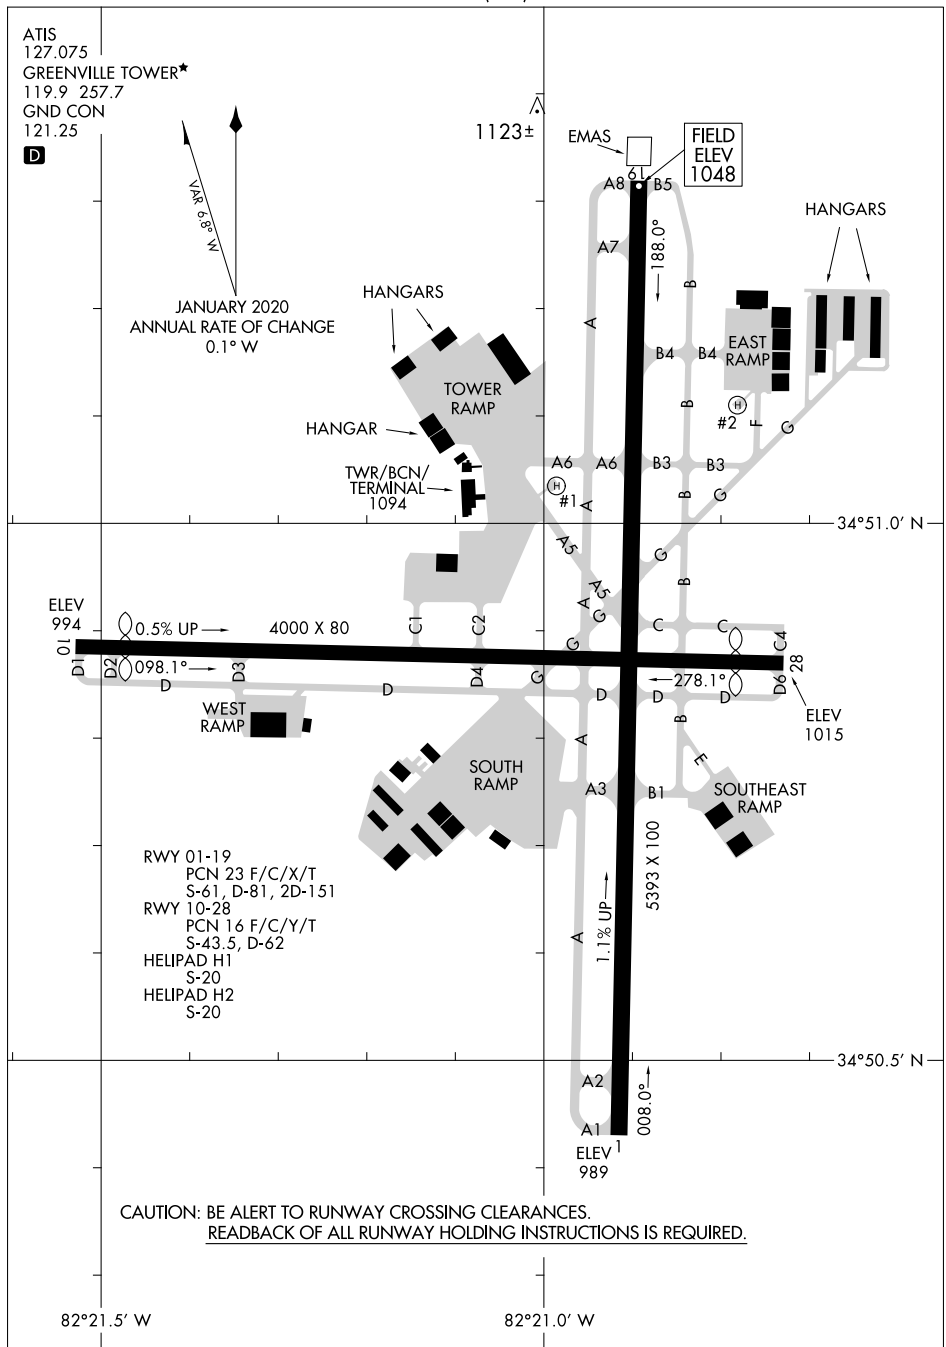 ATIS
127.075
GREENVILLE TOWER★
119.9 257.7
GND CON
121.25
D
VAR 6.8° W
JANUARY 2020
ANNUAL RATE OF CHANGE
0.1° W
1123±
EMAS
FIELD
ELEV
1048
19
A8
B5
A7
188.0°
HANGARS
HANGARS
B
A
EAST
RAMP
B4
B4
TOWER
RAMP
B
H
#2
F
G
HANGAR
A6
A6
B3
B3
TWR/BCN/
TERMINAL
1094
H
#1
A
B
G
34°51.0' N
A5
G
B
A5
A
G
ELEV
994
0.5% UP
4000 X 80
C1
C2
G
C
C
C4
10
D1
D2
098.1°
D3
D4
G
278.1°
D6
28
D
D
D
D
D
ELEV
1015
WEST
RAMP
A
B
E
SOUTH
RAMP
A3
B1
SOUTHEAST
RAMP
RWY 01-19
PCN 23 F/C/X/T
S-61, D-81, 2D-151
RWY 10-28
PCN 16 F/C/Y/T
S-43.5, D-62
HELIPAD H1
S-20
HELIPAD H2
S-20
5393 X 100
1.1% UP
A
34°50.5' N
A2
008.0°
A1
1
ELEV
989
CAUTION: BE ALERT TO RUNWAY CROSSING CLEARANCES.
READBACK OF ALL RUNWAY HOLDING INSTRUCTIONS IS REQUIRED.
82°21.5' W
82°21.0' W